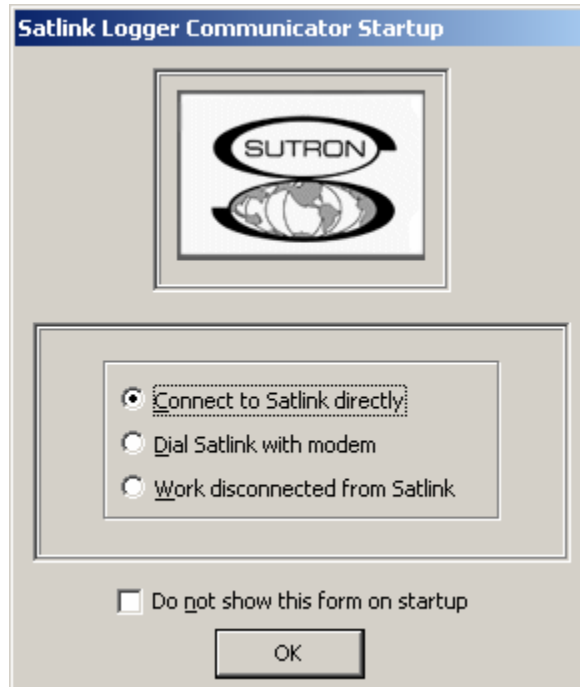 Satlink Logger Communicator Startup
SUTRON
Connect to Satlink directly
Dial Satlink with modem
Work disconnected from Satlink
Do not show this form on startup
OK